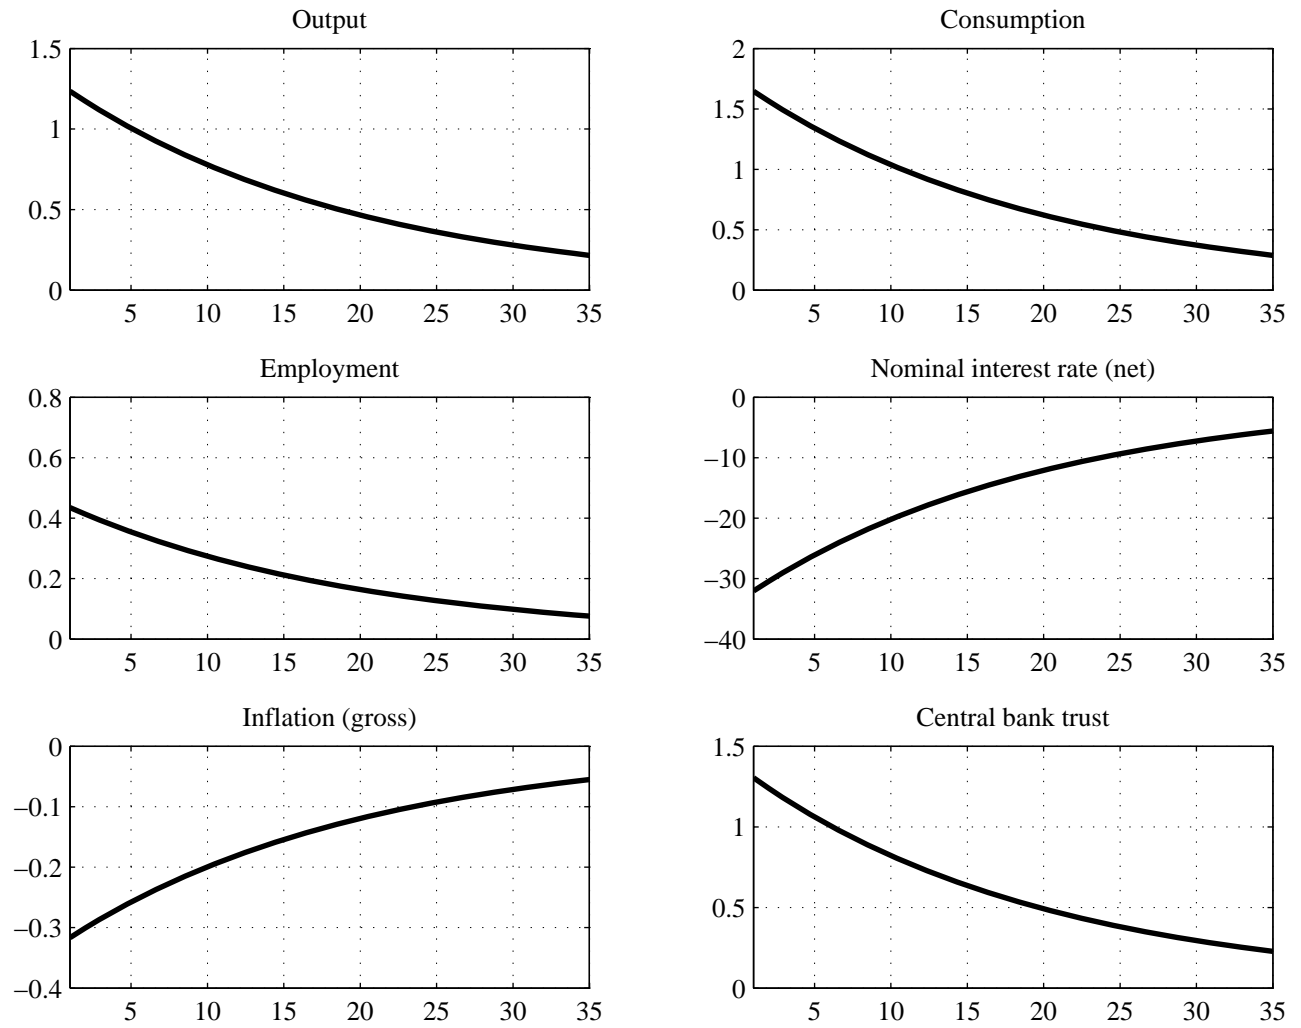 Output
1.5
1
0.5
0
5 10 15 20 25 30 35
Consumption
2
1.5
1
0.5
0
5 10 15 20 25 30 35
Employment
0.8
0.6
0.4
0.2
0
5 10 15 20 25 30 35
Nominal interest rate (net)
0
−10
−20
−30
−40
5 10 15 20 25 30 35
Inflation (gross)
0
−0.1
−0.2
−0.3
−0.4
5 10 15 20 25 30 35
Central bank trust
1.5
1
0.5
0
5 10 15 20 25 30 35